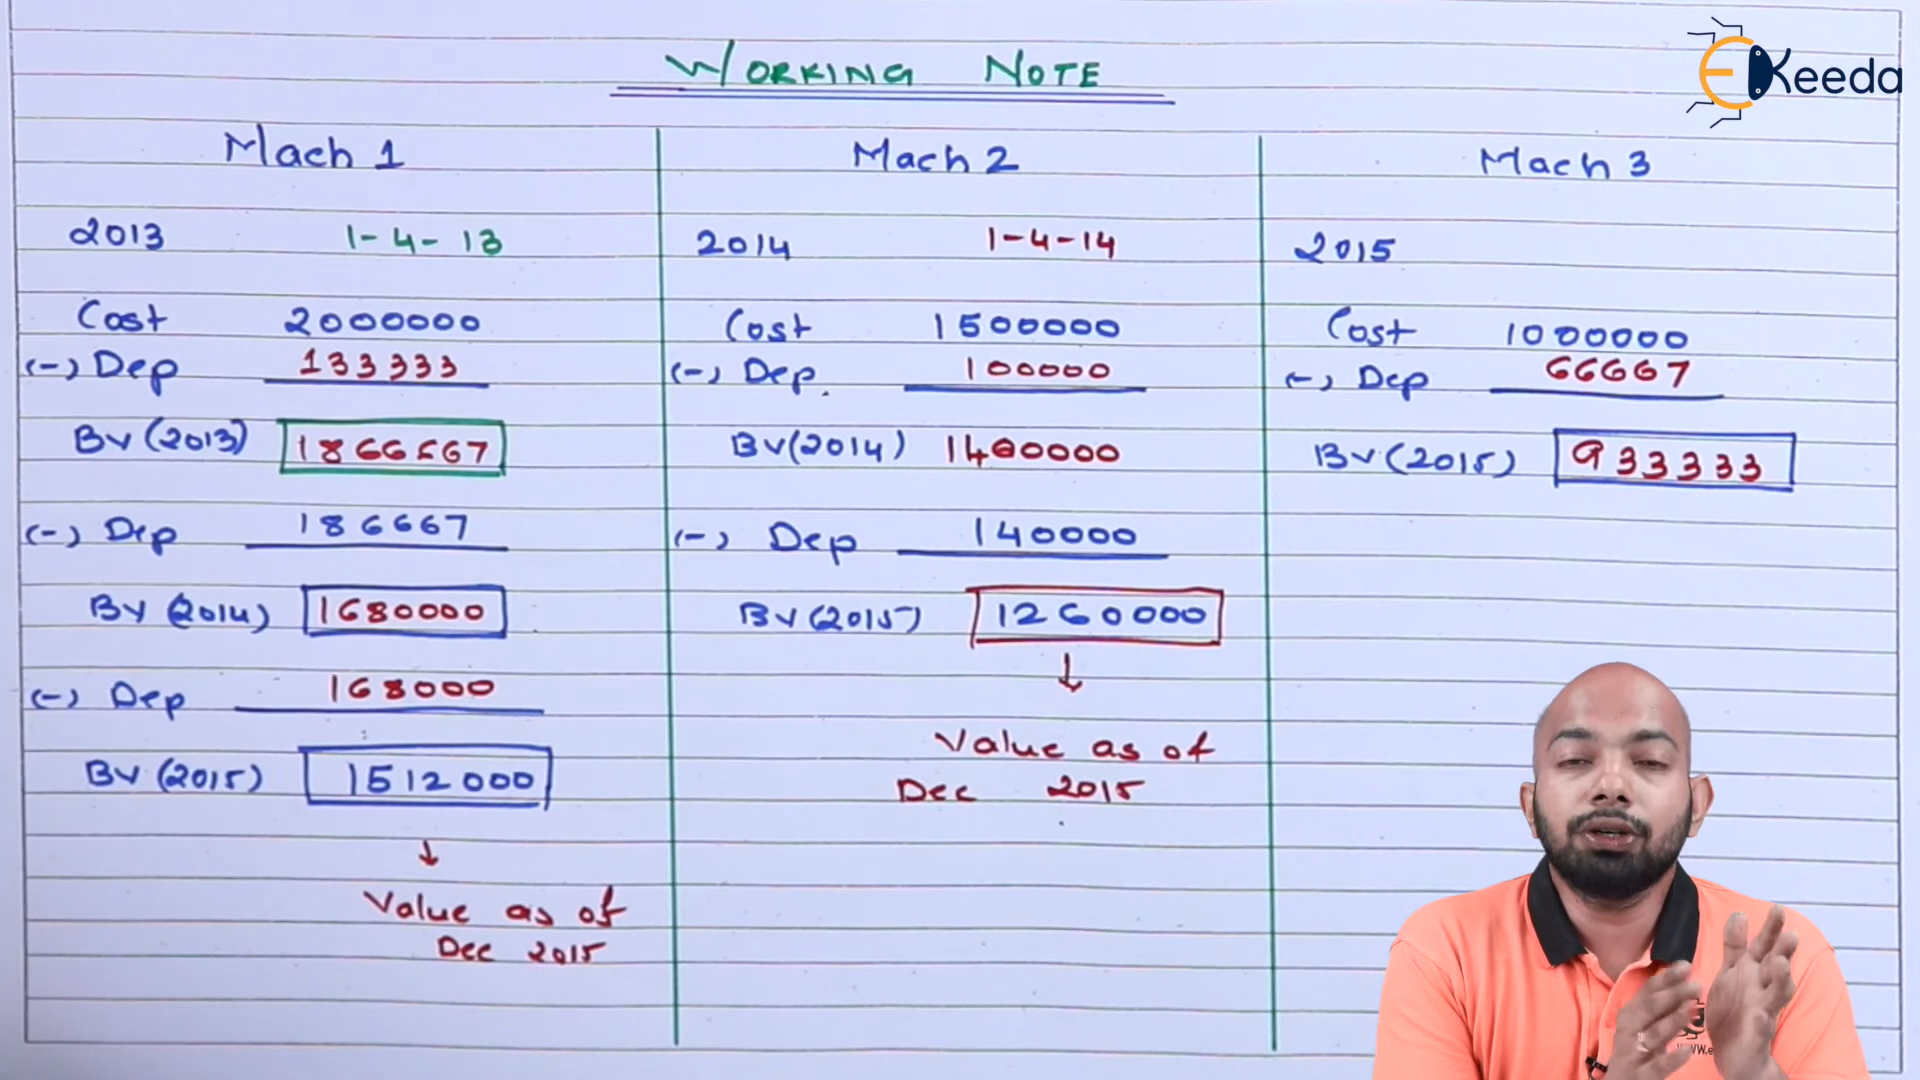 WORKING NOTE
EKeeda
Mach 1
2013 1-4-13
Cost 2000000
(-) Dep 133333
BV (2013) 1866667
(-) Dep 186667
BV (2014) 1680000
(-) Dep 168000
BV (2015) 1512000
↓
Value as of
Dec 2015
Mach 2
2014 1-4-14
Cost 1500000
(-) Dep. 100000
BV(2014) 1400000
(-) Dep 140000
BV(2015) 1260000
↓
Value as of
Dec 2015
Mach 3
2015
Cost 1000000
(-) Dep 66667
BV (2015) 933333